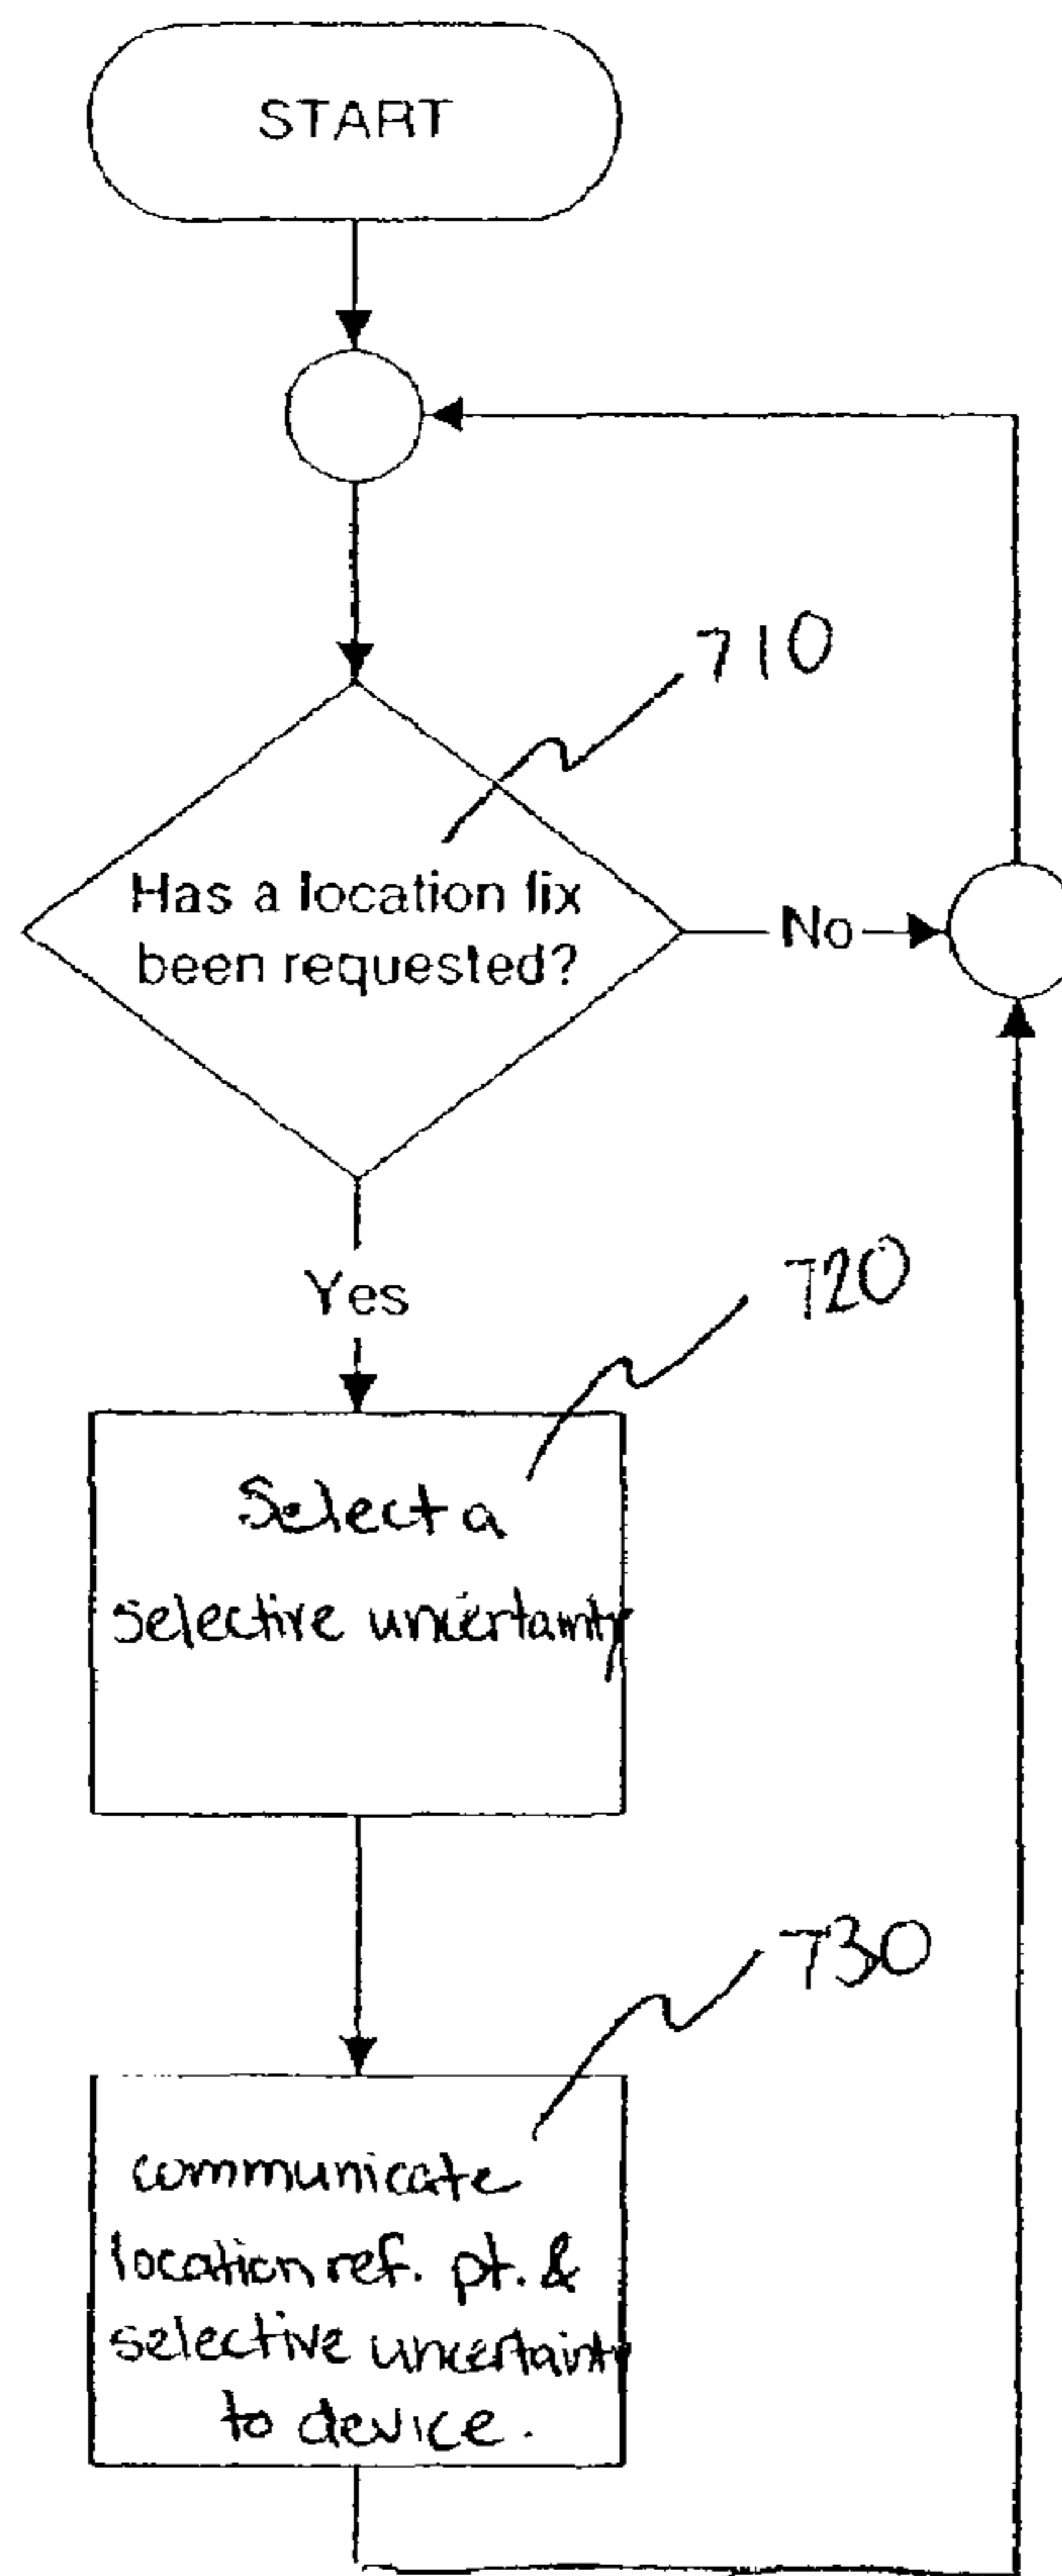 START
710
Has a location fix
been requested?
No
Yes
720
Select a
selective uncertainty
730
communicate
location ref. pt. &
selective uncertainty
to device.